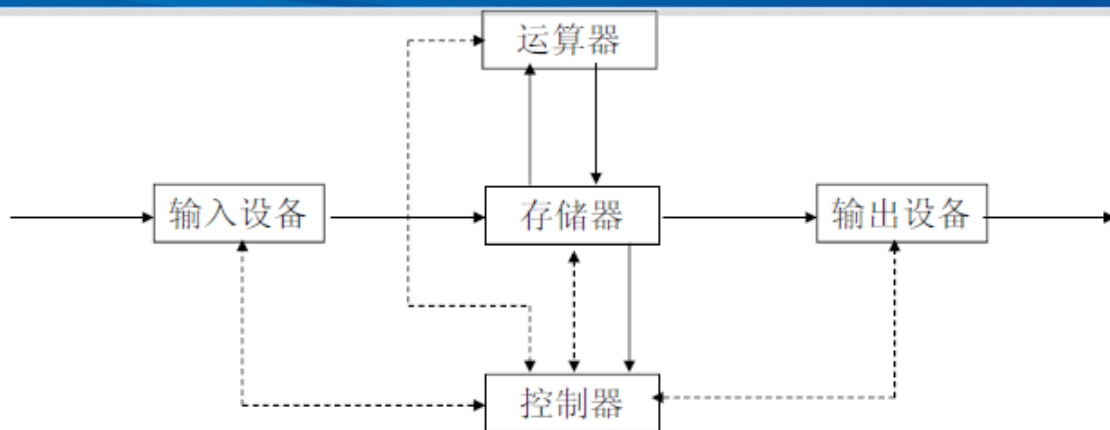 运算器
输入设备
存储器
输出设备
控制器